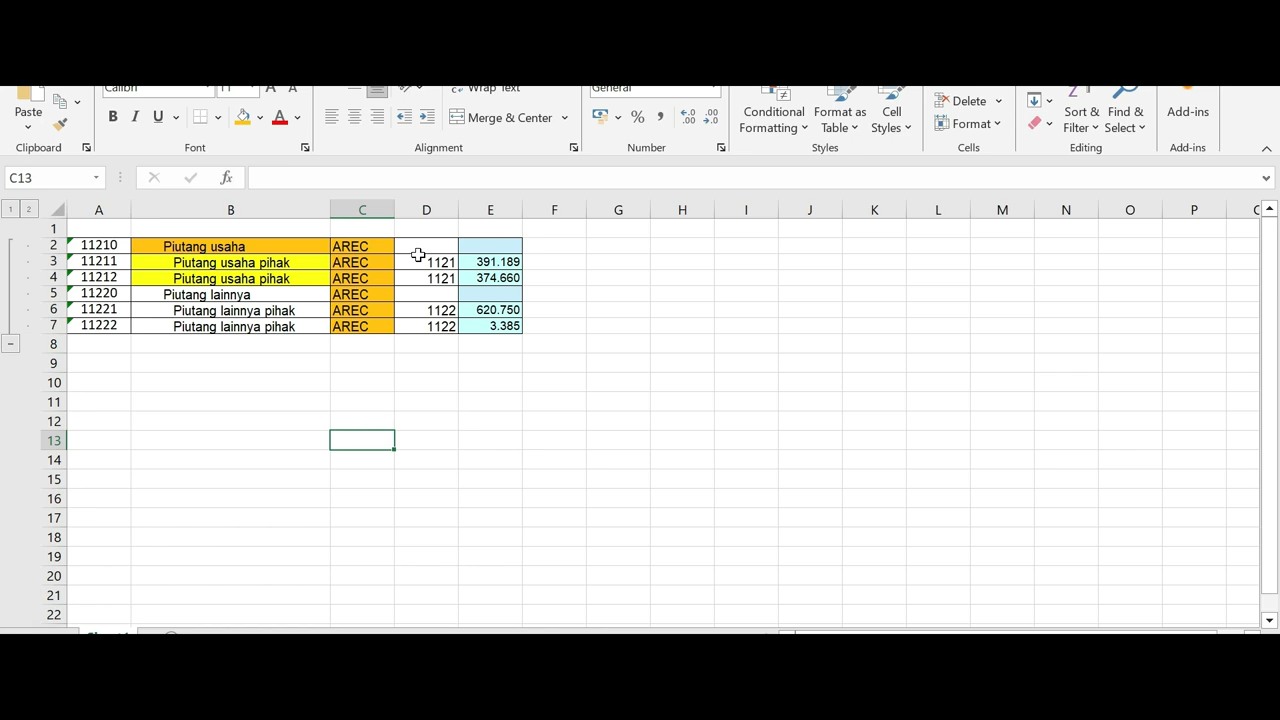 Calibri 11 A A Wrap Text General
Paste B I U A Merge & Center % , Conditional Formatting Format as Table Cell Styles Delete Format Sort & Filter Find & Select Add-ins
Clipboard Font Alignment Number Styles Cells Editing Add-ins
C13 fx
1 2 A B C D E F G H I J K L M N O P
1
2 11210 Piutang usaha AREC
3 11211 Piutang usaha pihak AREC 1121 391.189
4 11212 Piutang usaha pihak AREC 1121 374.660
5 11220 Piutang lainnya AREC
6 11221 Piutang lainnya pihak AREC 1122 620.750
7 11222 Piutang lainnya pihak AREC 1122 3.385
8
9
10
11
12
13
14
15
16
17
18
19
20
21
22